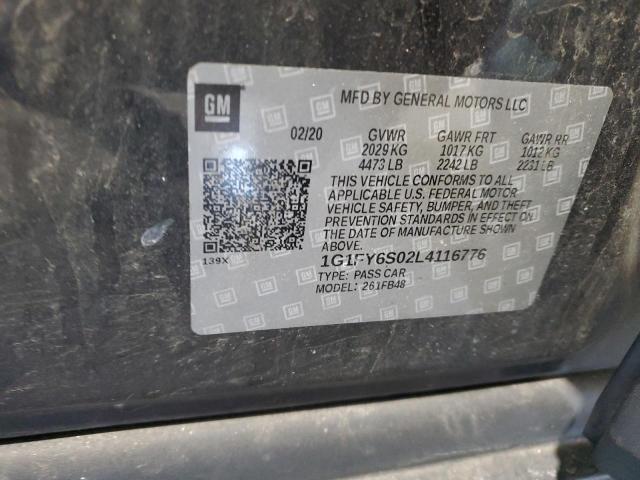 GM
MFD BY GENERAL MOTORS LLC
02/20 GVWR GAWR FRT GAWR RR
2029 KG 1017 KG 1012 KG
4473 LB 2242 LB 2231 LB
THIS VEHICLE CONFORMS TO ALL
APPLICABLE U.S. FEDERAL MOTOR
VEHICLE SAFETY, BUMPER, AND THEFT
PREVENTION STANDARDS IN EFFECT ON
THE DATE OF MANUFACTURE SHOWN
ABOVE.
139X 1G1FY6S02L4116776
TYPE: PASS CAR
MODEL: 261FB48